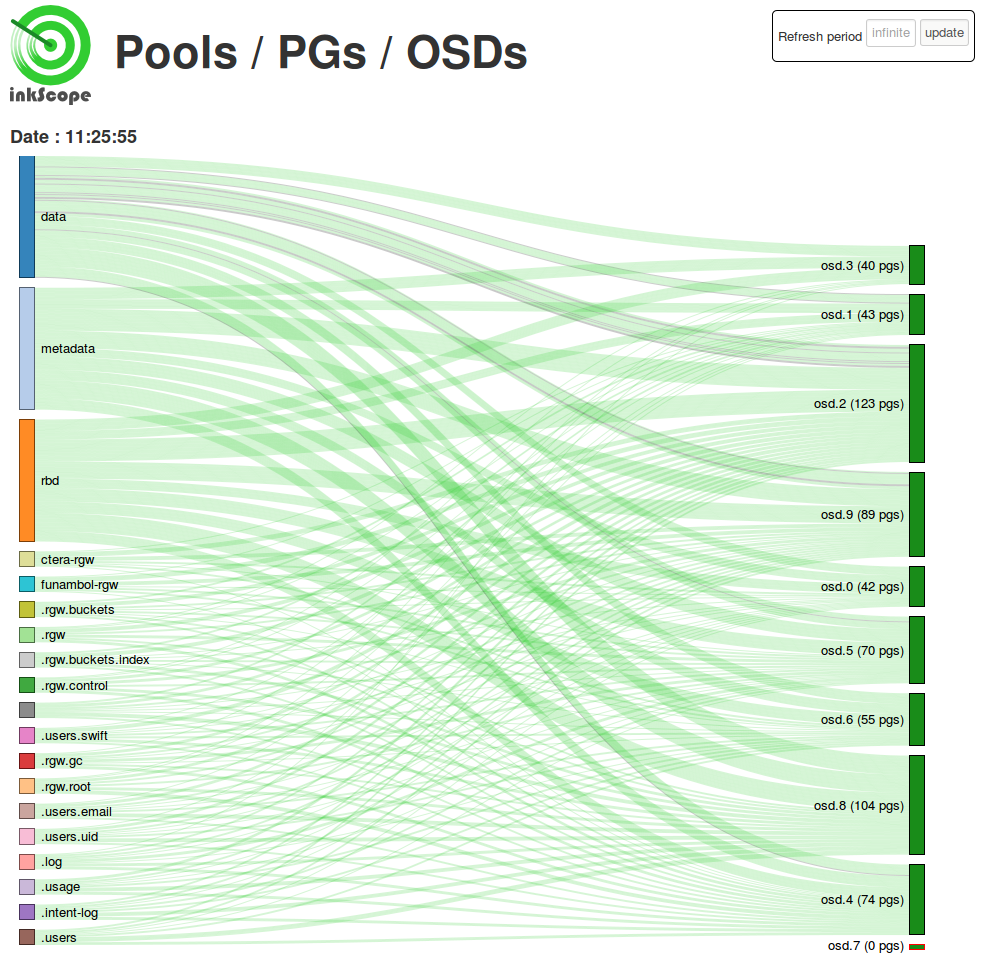 Pools / PGs / OSDs
Refresh period infinite update
inkScope
Date : 11:25:55
data
metadata
rbd
ctera-rgw
funambol-rgw
.rgw.buckets
.rgw
.rgw.buckets.index
.rgw.control
.users.swift
.rgw.gc
.rgw.root
.users.email
.users.uid
.log
.usage
.intent-log
.users
osd.3 (40 pgs)
osd.1 (43 pgs)
osd.2 (123 pgs)
osd.9 (89 pgs)
osd.0 (42 pgs)
osd.5 (70 pgs)
osd.6 (55 pgs)
osd.8 (104 pgs)
osd.4 (74 pgs)
osd.7 (0 pgs)